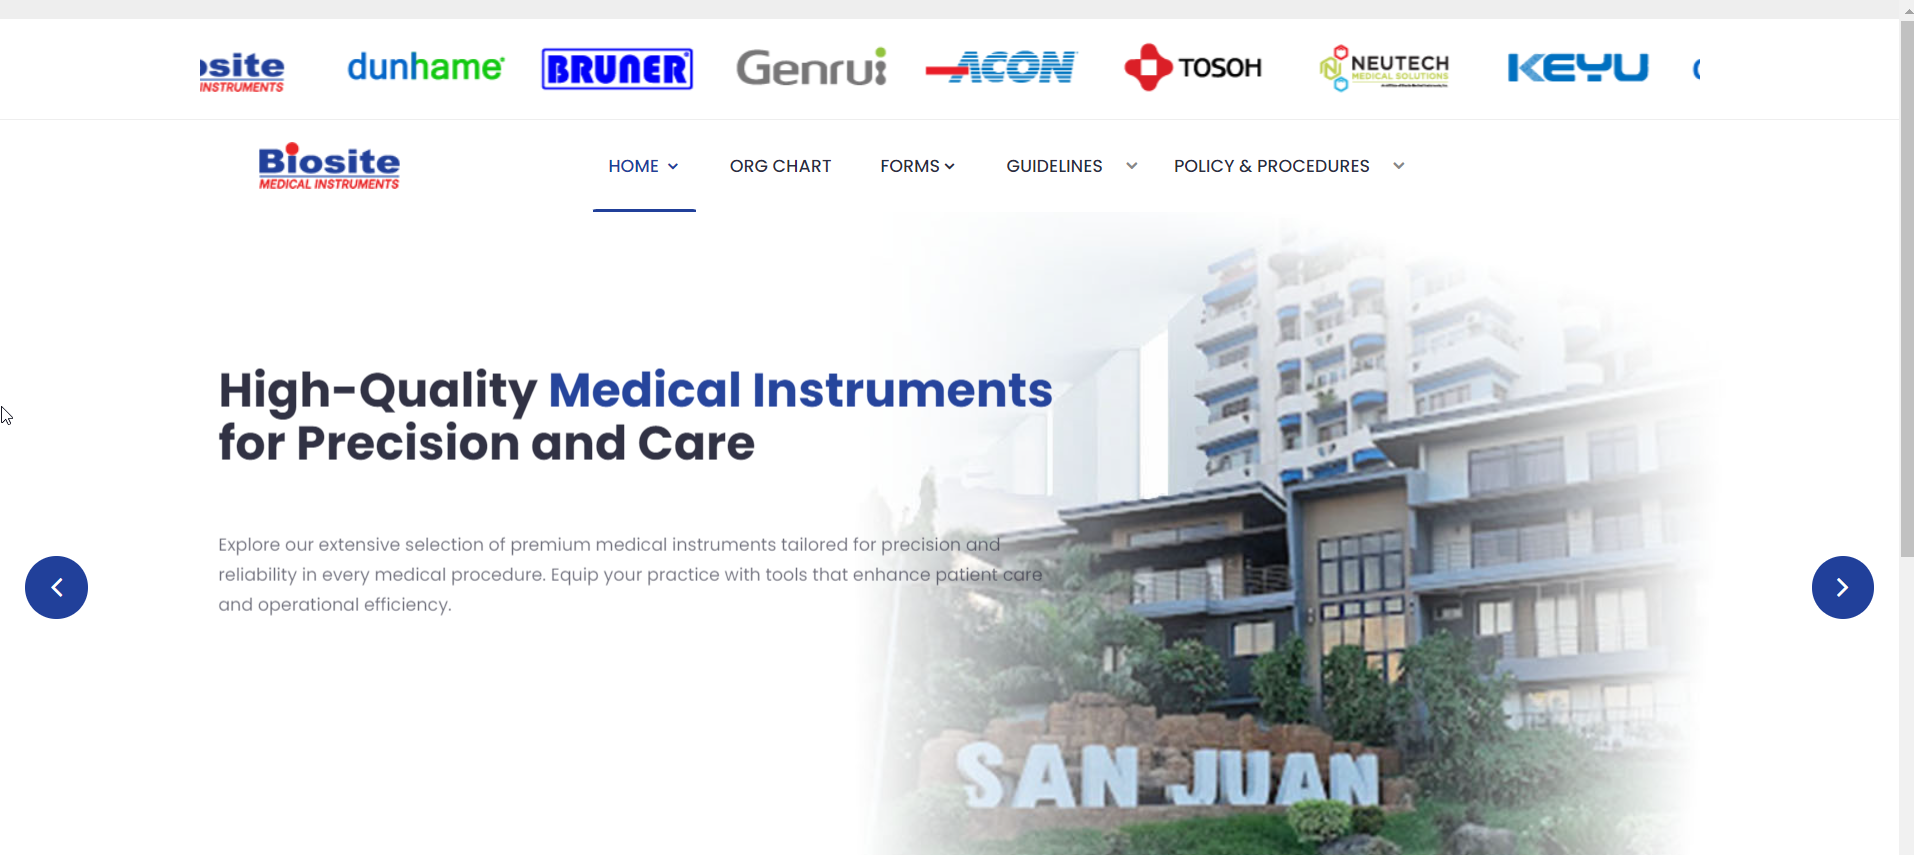 osite
INSTRUMENTS
dunhame
BRUNER
Genrui
ACON
TOSOH
NEUTECH
MEDICAL SOLUTIONS
KEYU
Biosite
MEDICAL INSTRUMENTS
HOME
ORG CHART
FORMS
GUIDELINES
POLICY & PROCEDURES
High-Quality Medical Instruments
for Precision and Care
Explore our extensive selection of premium medical instruments tailored for precision and
reliability in every medical procedure. Equip your practice with tools that enhance patient care
and operational efficiency.
SAN JUAN